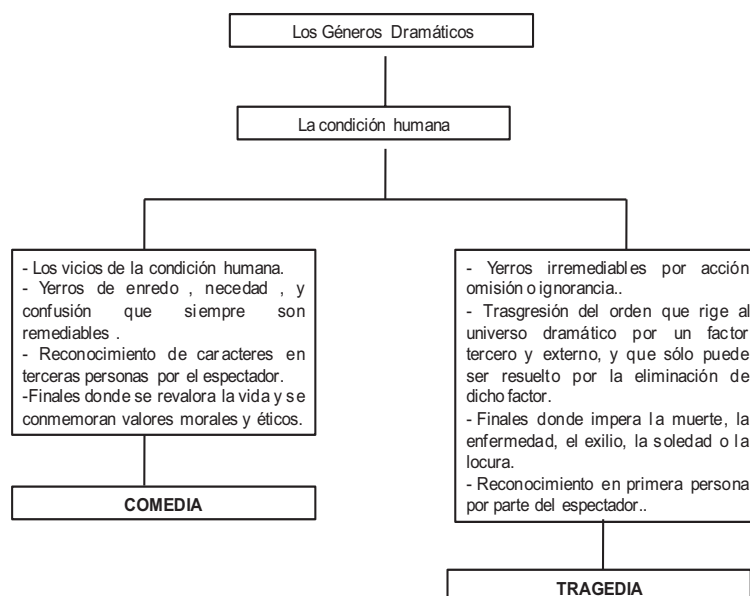 Los Géneros Dramáticos
La condición humana
- Los vicios de la condición humana.
- Yerros de enredo , necedad , y
confusión que siempre son
remediables .
- Reconocimiento de caracteres en
terceras personas por el espectador.
-Finales donde se revalora la vida y se
conmemoran valores morales y éticos.
COMEDIA
- Yerros irremediables por acción
omisión o ignorancia..
- Trasgresión del orden que rige al
universo dramático por un factor
tercero y externo, y que sólo puede
ser resuelto por la eliminación de
dicho factor.
- Finales donde impera la muerte, la
enfermedad, el exilio, la soledad o la
locura.
- Reconocimiento en primera persona
por parte del espectador..
TRAGEDIA